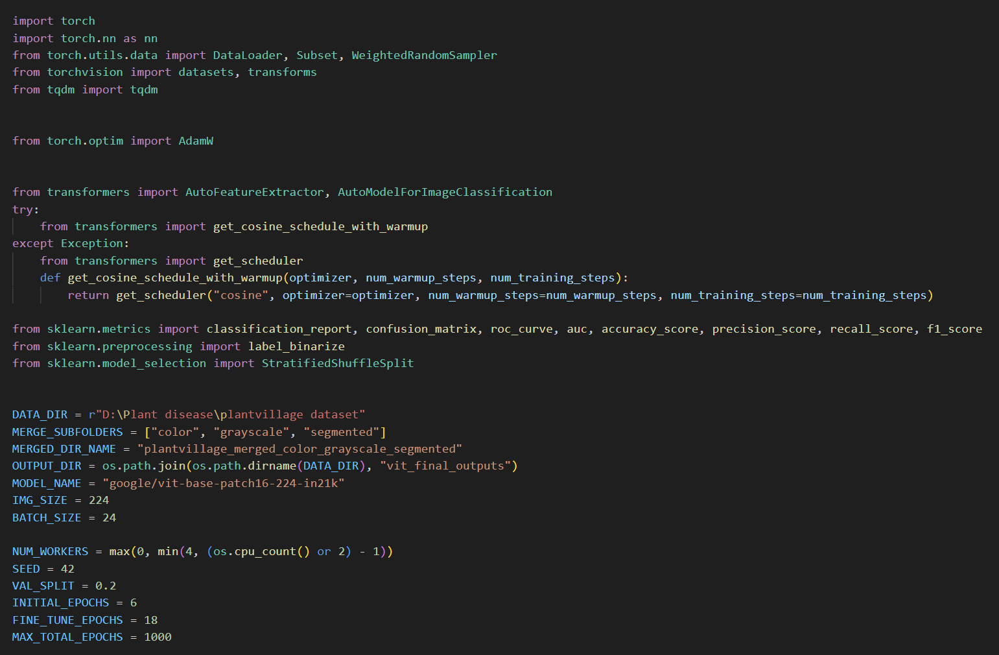 import torch
import torch.nn as nn
from torch.utils.data import DataLoader, Subset, WeightedRandomSampler
from torchvision import datasets, transforms
from tqdm import tqdm
from torch.optim import AdamW
from transformers import AutoFeatureExtractor, AutoModelForImageClassification
try:
    from transformers import get_cosine_schedule_with_warmup
except Exception:
    from transformers import get_scheduler
    def get_cosine_schedule_with_warmup(optimizer, num_warmup_steps, num_training_steps):
        return get_scheduler("cosine", optimizer=optimizer, num_warmup_steps=num_warmup_steps, num_training_steps=num_training_steps)
from sklearn.metrics import classification_report, confusion_matrix, roc_curve, auc, accuracy_score, precision_score, recall_score, f1_score
from sklearn.preprocessing import label_binarize
from sklearn.model_selection import StratifiedShuffleSplit
DATA_DIR = r"D:\Plant disease\plantvillage dataset"
MERGE_SUBFOLDERS = ["color", "grayscale", "segmented"]
MERGED_DIR_NAME = "plantvillage_merged_color_grayscale_segmented"
OUTPUT_DIR = os.path.join(os.path.dirname(DATA_DIR), "vit_final_outputs")
MODEL_NAME = "google/vit-base-patch16-224-in21k"
IMG_SIZE = 224
BATCH_SIZE = 24
NUM_WORKERS = max(0, min(4, (os.cpu_count() or 2) - 1))
SEED = 42
VAL_SPLIT = 0.2
INITIAL_EPOCHS = 6
FINE_TUNE_EPOCHS = 18
MAX_TOTAL_EPOCHS = 1000